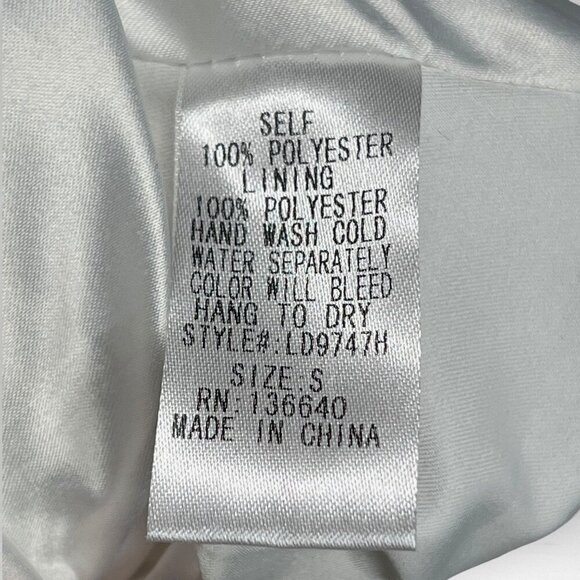 SELF
100% POLYESTER
LINING
100% POLYESTER
HAND WASH COLD
WATER SEPARATELY
COLOR WILL BLEED
HANG TO DRY
STYLE#:LD9747H
SIZE:S
RN:136640
MADE IN CHINA